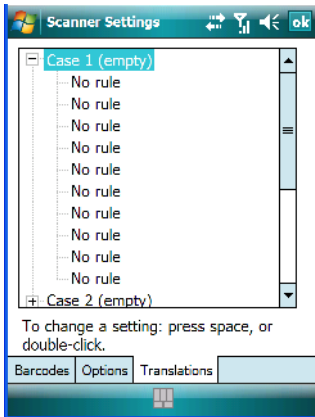 Scanner Settings ok
Case 1 (empty)
No rule
No rule
No rule
No rule
No rule
No rule
No rule
No rule
No rule
No rule
Case 2 (empty)
To change a setting: press space, or
double-click.
Barcodes Options Translations